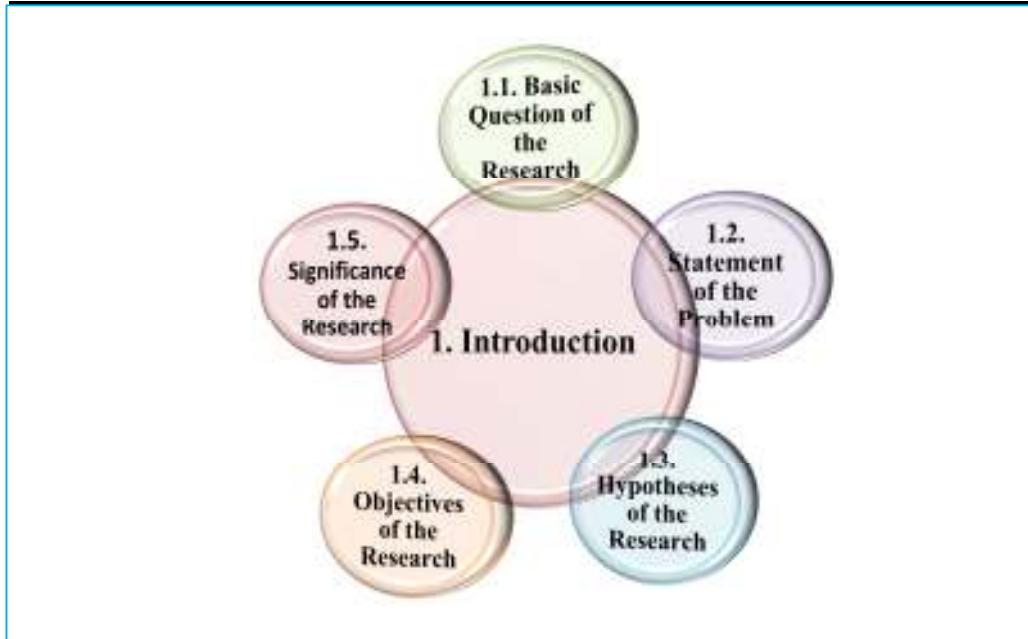 1.1. Basic
Question of
the
Research
1.2.
Statement
of the
Problem
1.3.
Hypotheses
of the
Research
1.4.
Objectives
of the
Research
1.5.
Significance
of the
Research
1. Introduction